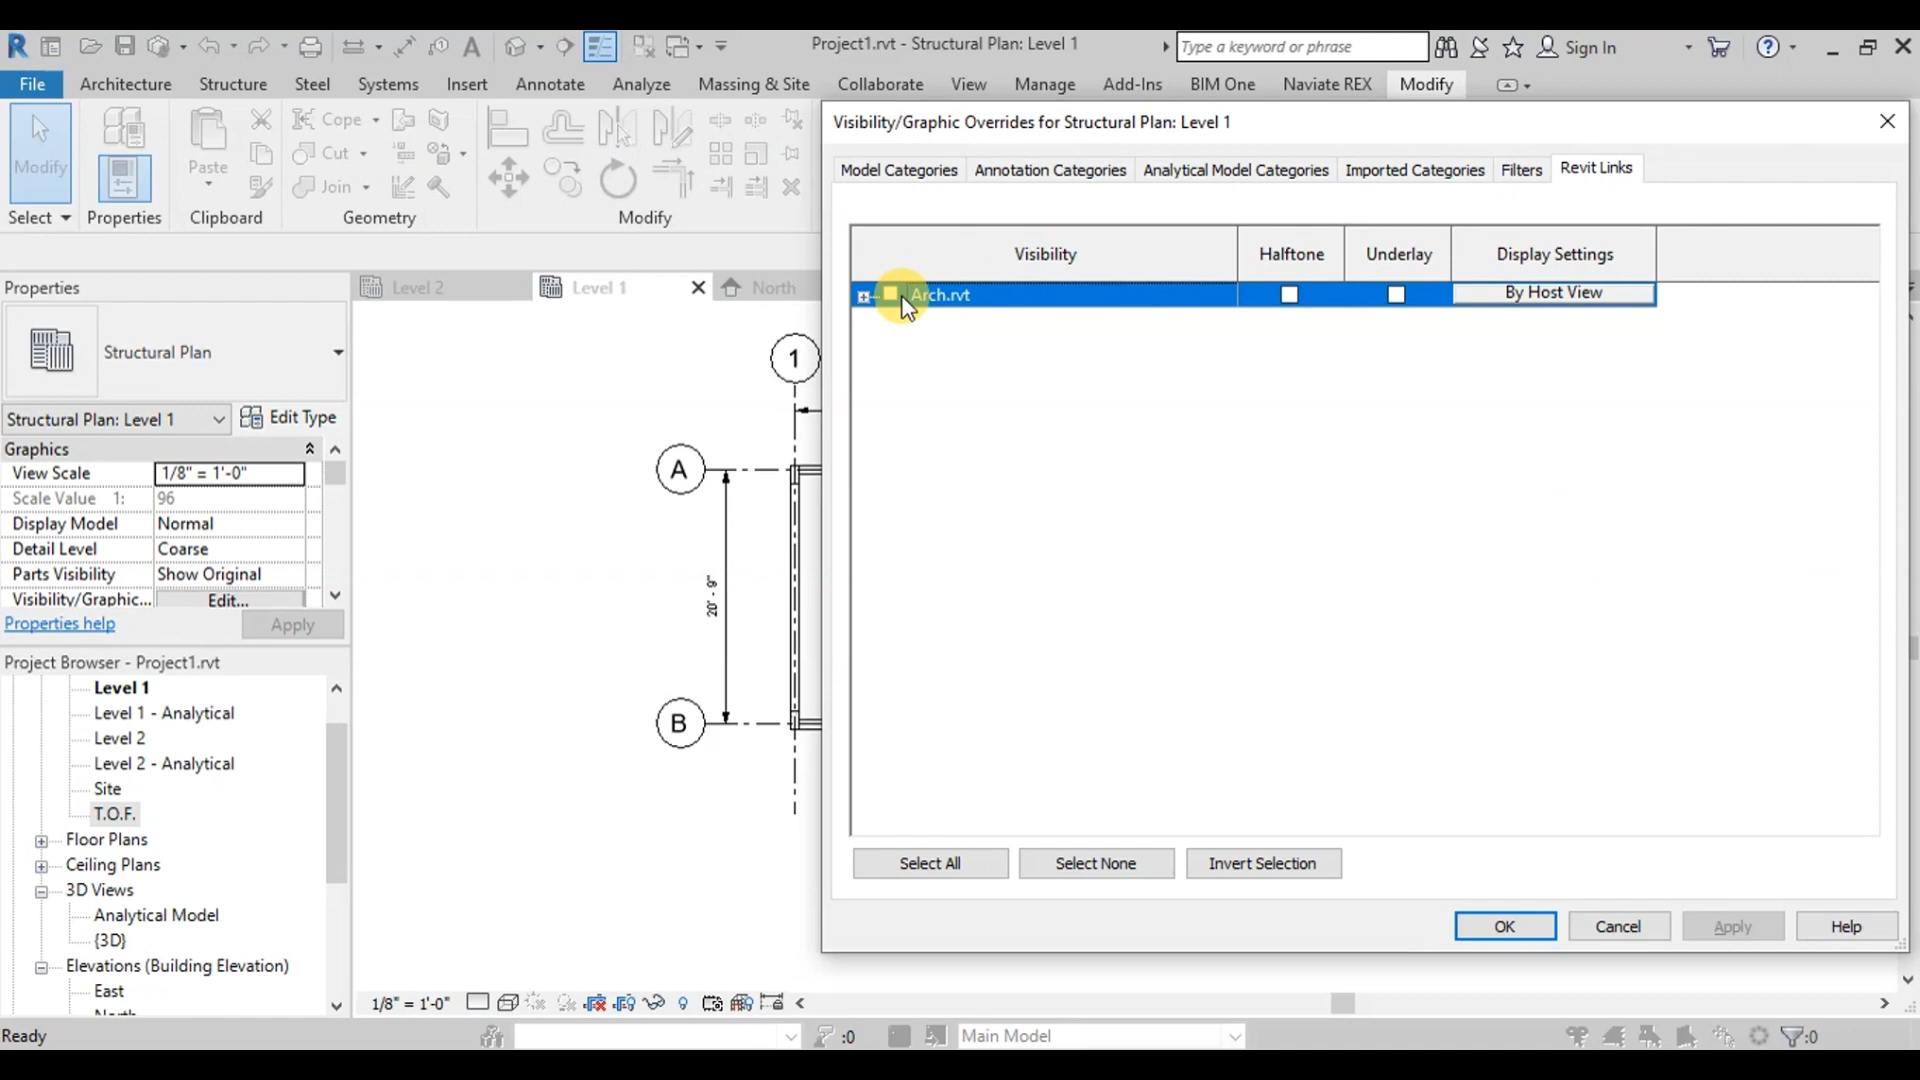 Project1.rvt - Structural Plan: Level 1
Type a keyword or phrase
Sign In
File Architecture Structure Steel Systems Insert Annotate Analyze Massing & Site Collaborate View Manage Add-Ins BIM One Naviate REX Modify
Modify
Paste
Cope
Cut
Join
Select Properties Clipboard Geometry Modify
Properties
Structural Plan
Structural Plan: Level 1
Edit Type
Graphics
View Scale 1/8" = 1'-0"
Scale Value 1: 96
Display Model Normal
Detail Level Coarse
Parts Visibility Show Original
Visibility/Graphic... Edit...
Properties help
Apply
Project Browser - Project1.rvt
Level 1
Level 1 - Analytical
Level 2
Level 2 - Analytical
Site
T.O.F.
Floor Plans
Ceiling Plans
3D Views
Analytical Model
{3D}
Elevations (Building Elevation)
East
North
Level 2
Level 1
North
1
A
20' - 9"
B
Visibility/Graphic Overrides for Structural Plan: Level 1
Model Categories Annotation Categories Analytical Model Categories Imported Categories Filters Revit Links
Visibility Halftone Underlay Display Settings
Arch.rvt By Host View
Select All Select None Invert Selection
OK Cancel Apply Help
1/8" = 1'-0"
Ready
:0
Main Model
:0